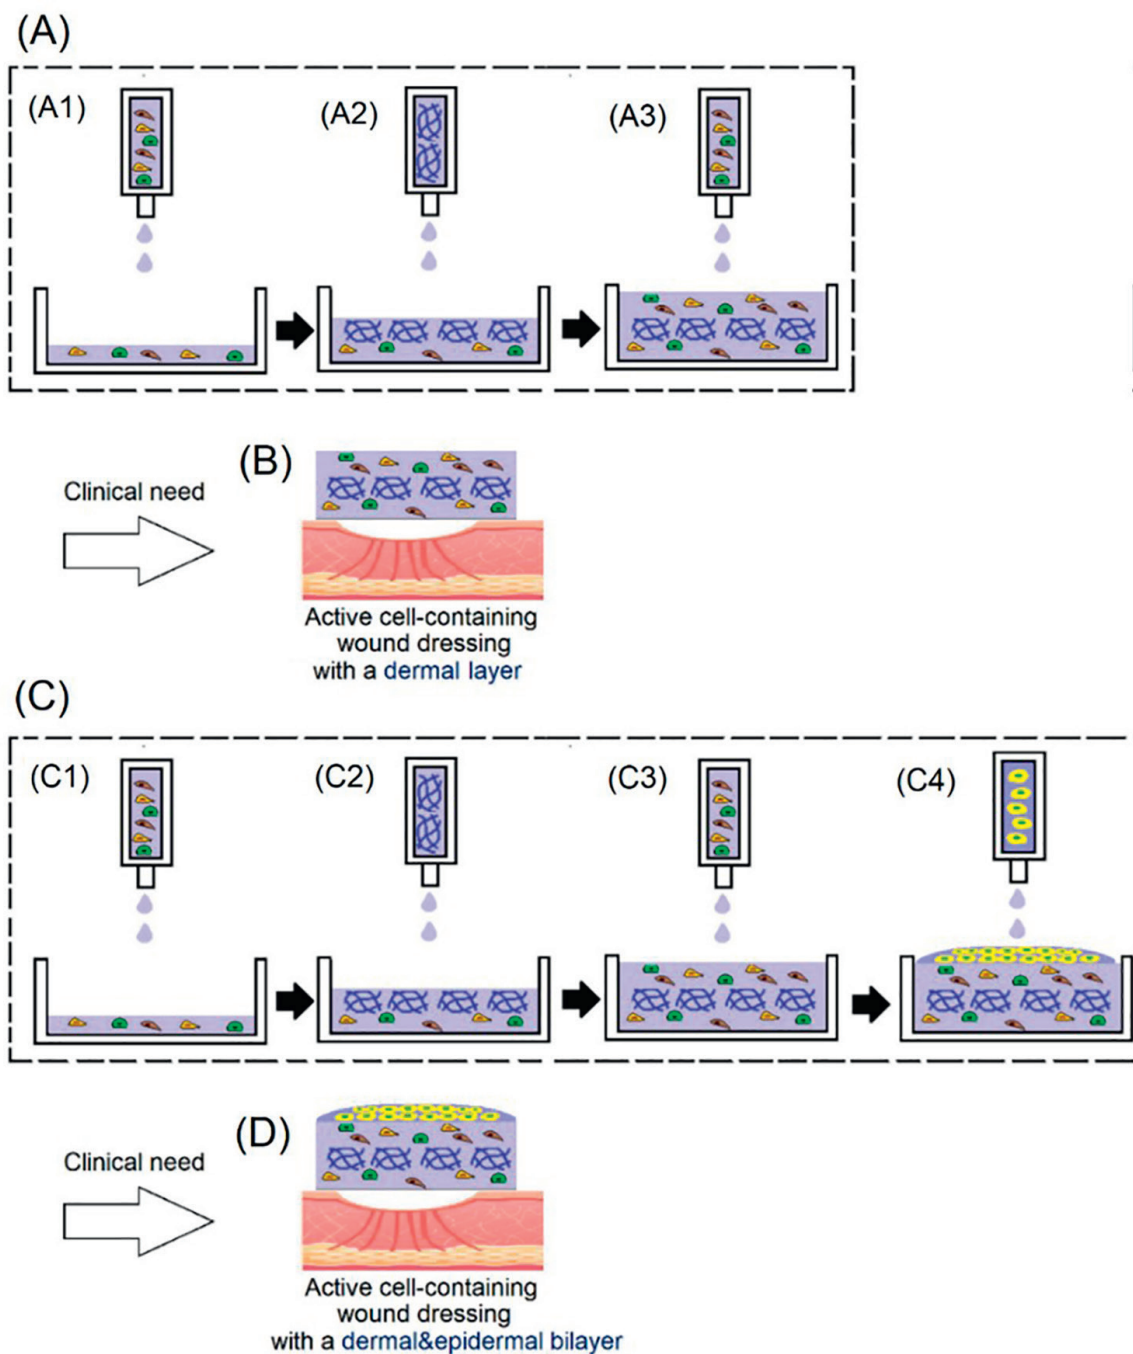 (A)
(A1)
(A2)
(A3)
(B)
Clinical need
Active cell-containing
wound dressing
with a dermal layer
(C)
(C1)
(C2)
(C3)
(C4)
(D)
Clinical need
Active cell-containing
wound dressing
with a dermal&epidermal bilayer